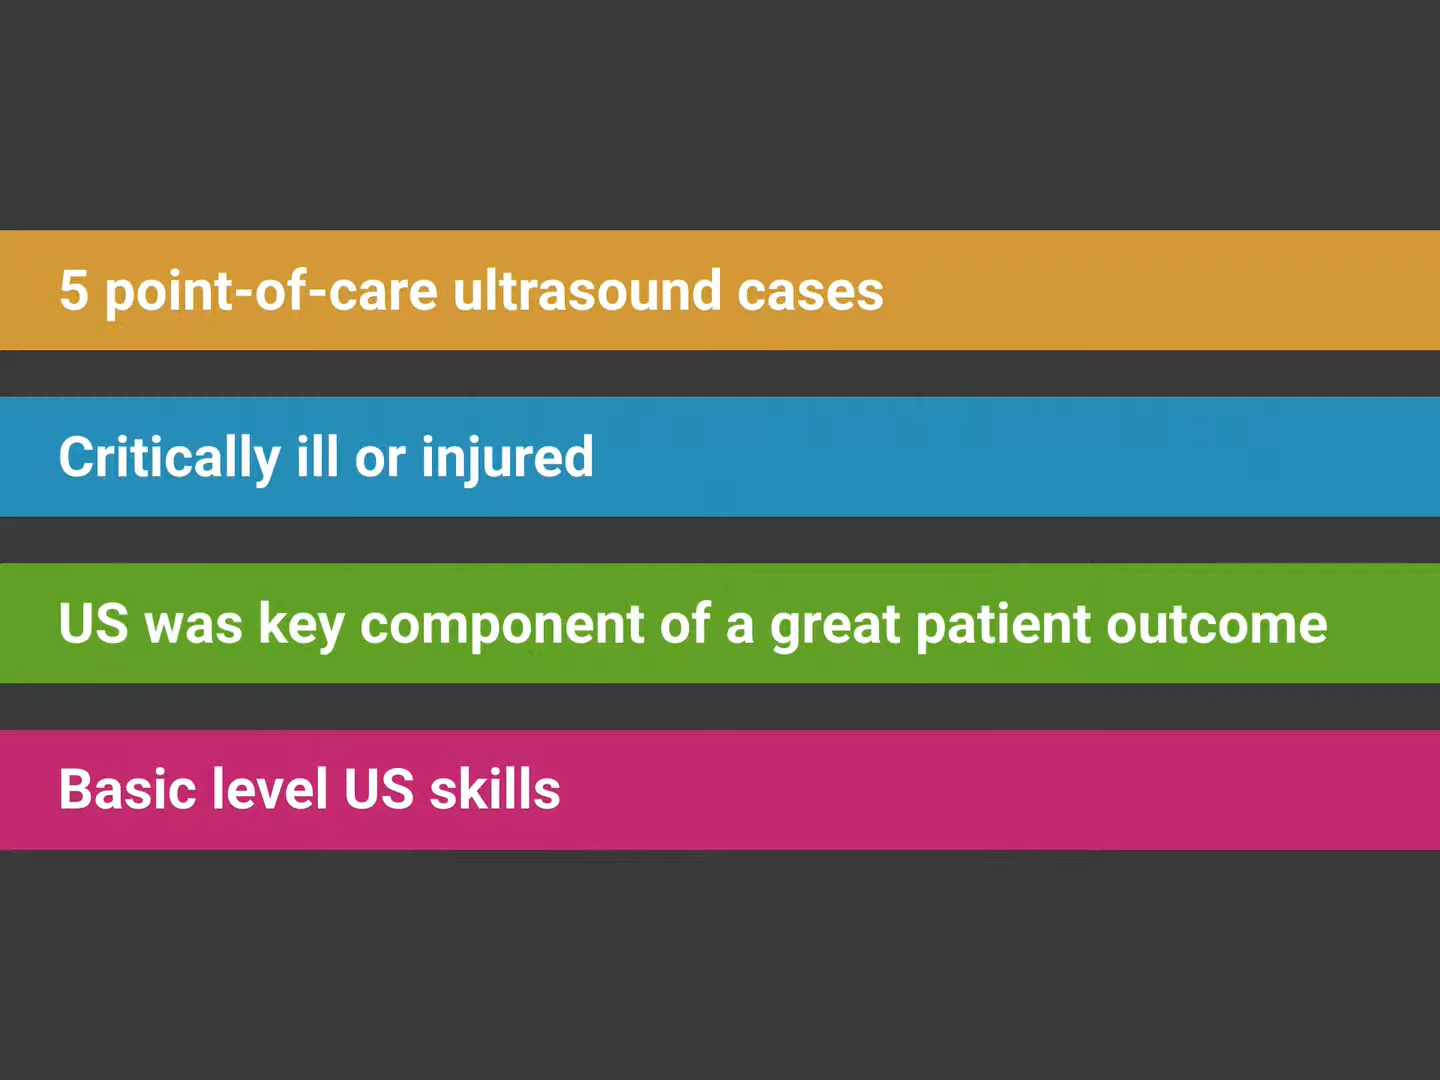 5 point-of-care ultrasound cases
Critically ill or injured
US was key component of a great patient outcome
Basic level US skills